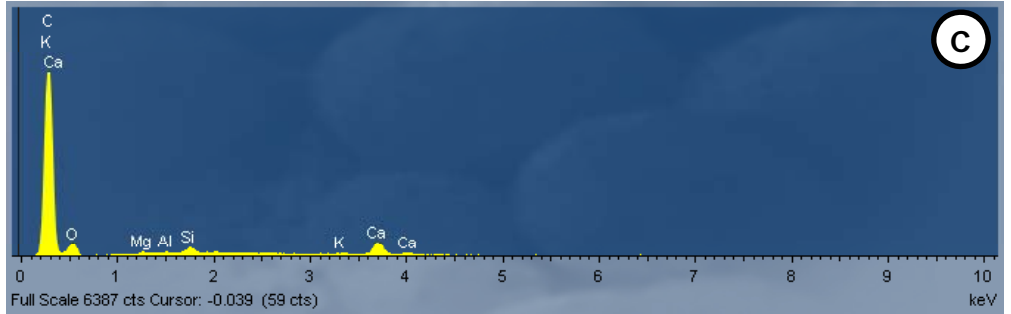 C
K
Ca
C
O
Mg Al Si
K
Ca
Ca
0 1 2 3 4 5 6 7 8 9 10
Full Scale 6387 cts Cursor: -0.039 (59 cts)
keV